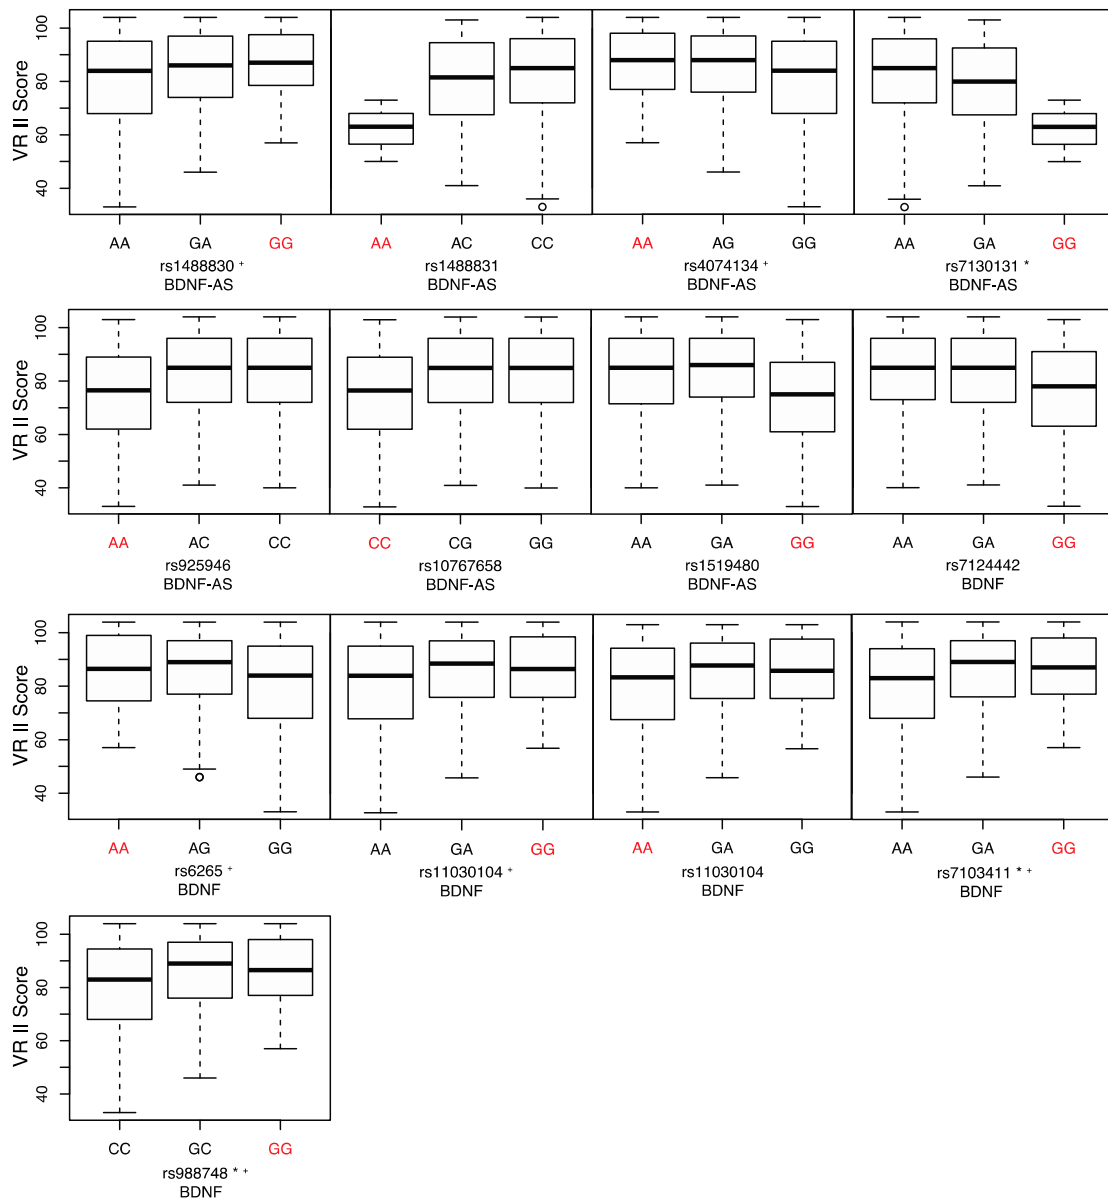 VR II Score
100
80
60
40
AA GA GG AA AC CC AA AG GG AA GA GG
rs1488830 + rs1488831 rs4074134 + rs7130131 *
BDNF-AS BDNF-AS BDNF-AS BDNF-AS
VR II Score
100
80
60
40
AA AC CC CC CG GG AA GA GG AA GA GG
rs925946 rs10767658 rs1519480 rs7124442
BDNF-AS BDNF-AS BDNF-AS BDNF
VR II Score
100
80
60
40
AA AG GG AA GA GG AA GA GG AA GA GG
rs6265 + rs11030104 + rs11030104 rs7103411 * +
BDNF BDNF BDNF BDNF
VR II Score
100
80
60
40
CC GC GG
rs988748 * +
BDNF